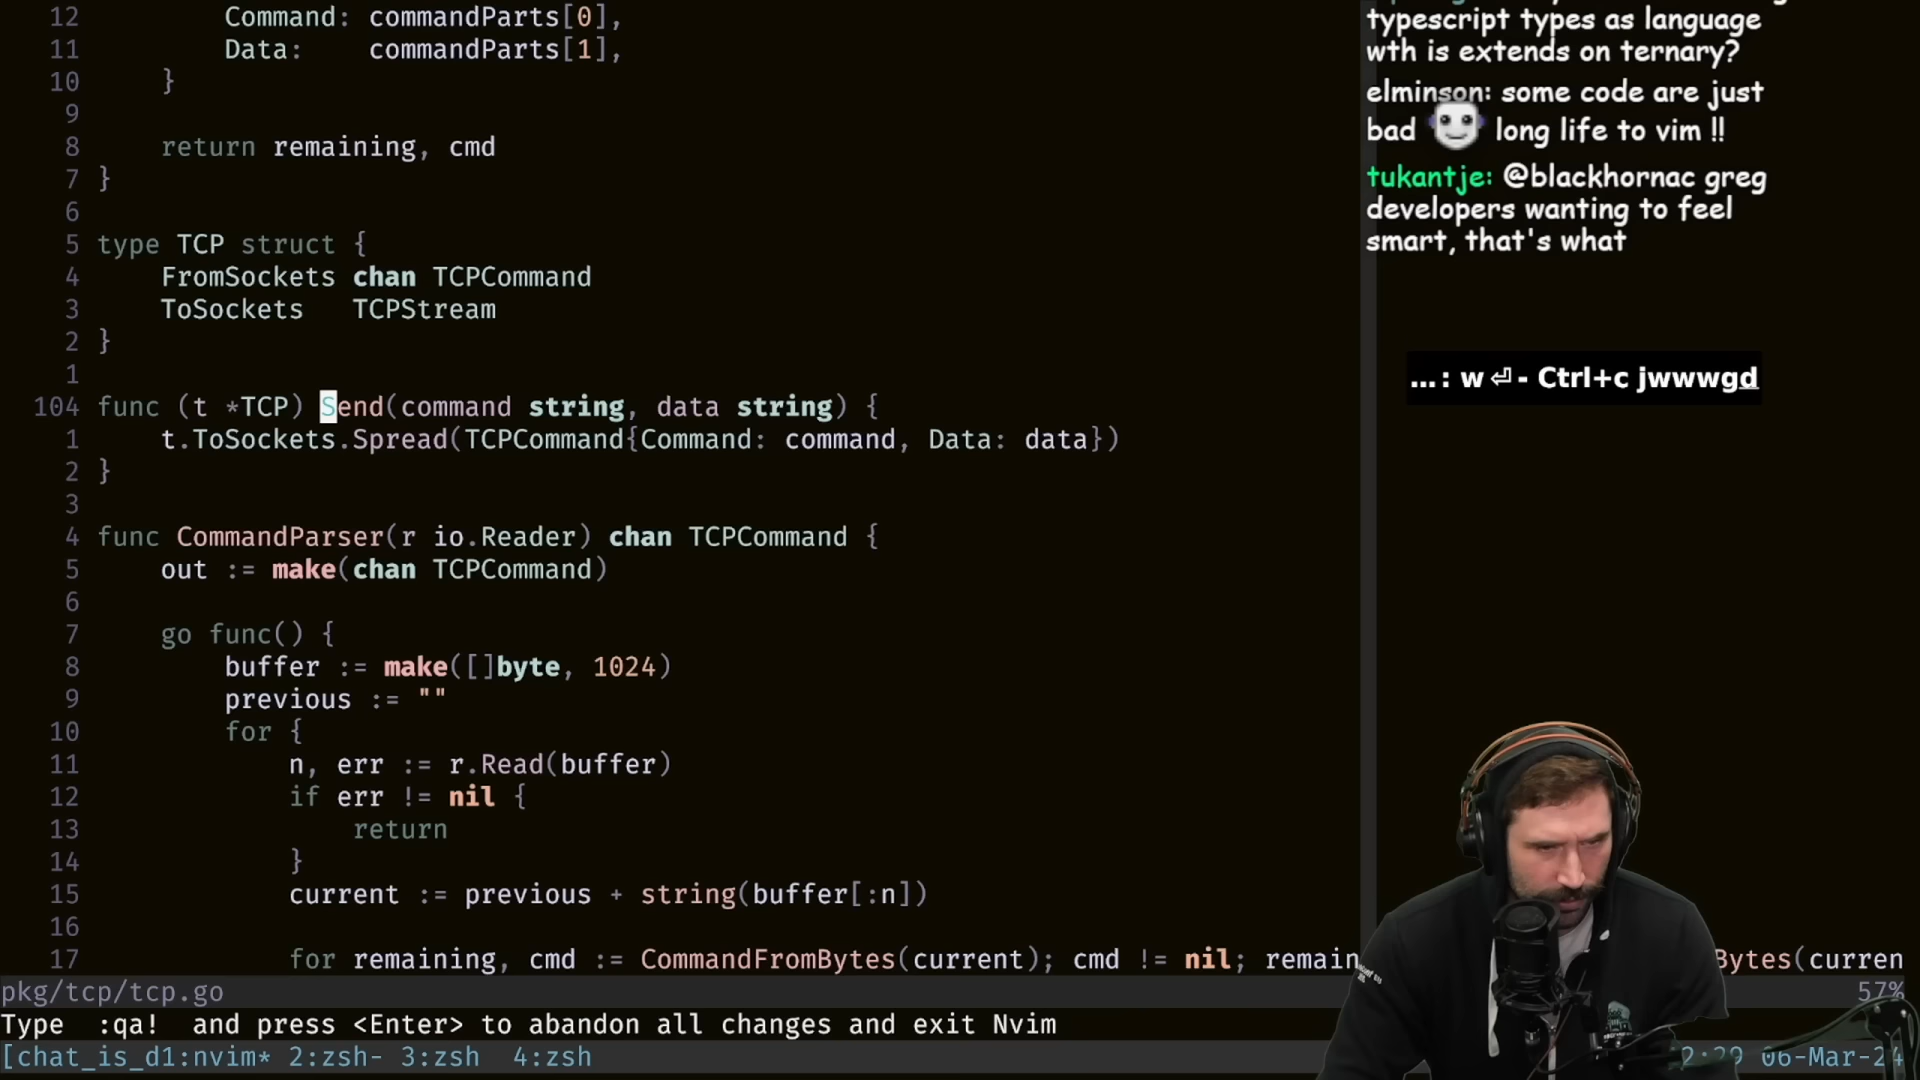 12 Command: commandParts[0],
11 Data: commandParts[1],
10 }
9
8 return remaining, cmd
7 }
6
5 type TCP struct {
4 FromSockets chan TCPCommand
3 ToSockets TCPStream
2 }
1
104 func (t *TCP) Send(command string, data string) {
1 t.ToSockets.Spread(TCPCommand{Command: command, Data: data})
2 }
3
4 func CommandParser(r io.Reader) chan TCPCommand {
5 out := make(chan TCPCommand)
6
7 go func() {
8 buffer := make([]byte, 1024)
9 previous := ""
10 for {
11 n, err := r.Read(buffer)
12 if err != nil {
13 return
14 }
15 current := previous + string(buffer[:n])
16
17 for remaining, cmd := CommandFromBytes(current); cmd != nil; remain Bytes(curren
pkg/tcp/tcp.go 57%
Type :qa! and press <Enter> to abandon all changes and exit Nvim
[chat_is_d1:nvim* 2:zsh- 3:zsh 4:zsh 2:29 06-Mar-24
typescript types as language
wth is extends on ternary?
elminson: some code are just
bad long life to vim !!
tukantje: @blackhornac greg
developers wanting to feel
smart, that's what
...: w⏎- Ctrl+c jwwwgd